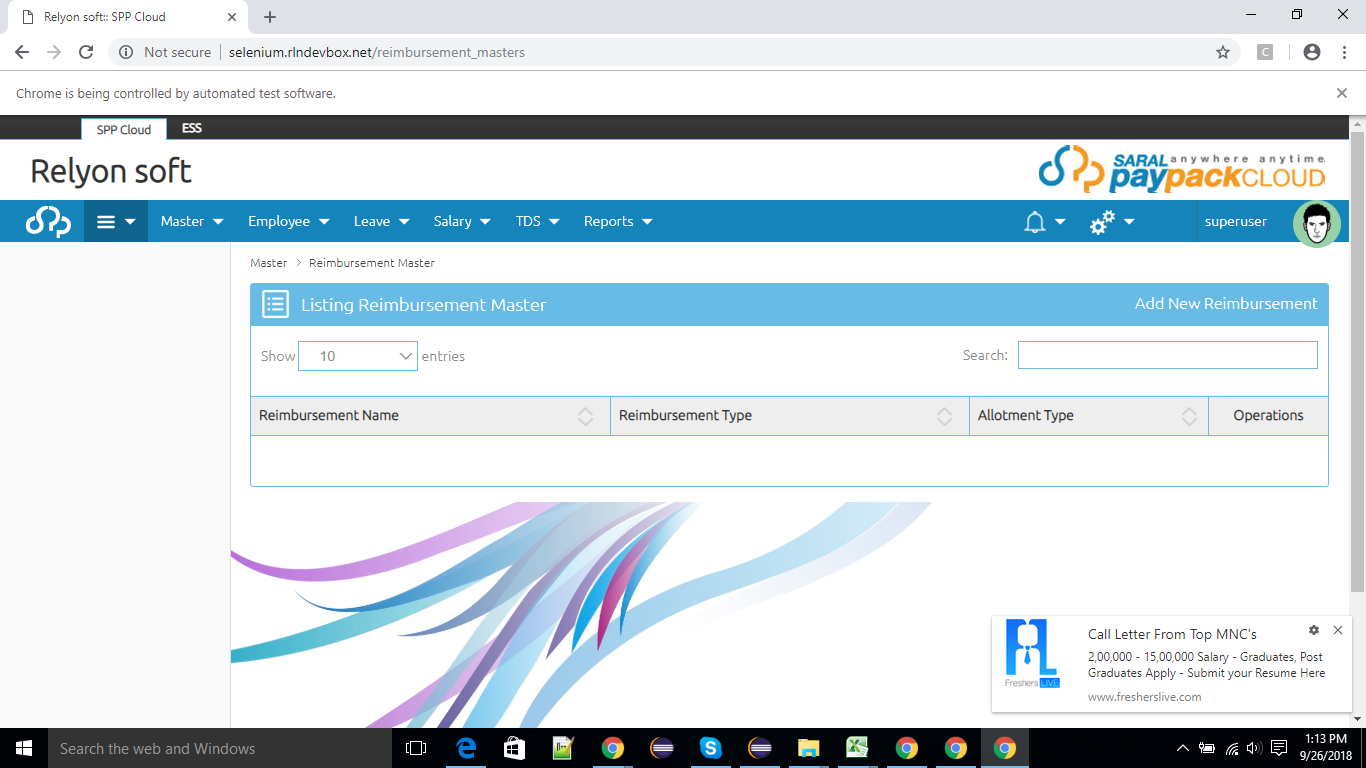 Relyon soft:: SPP Cloud
Not secure selenium.rlndevbox.net/reimbursement_masters
C
Chrome is being controlled by automated test software.
SPP Cloud ESS
Relyon soft
SARAL anywhere anytime
paypackCLOUD
Master Employee Leave Salary TDS Reports superuser
Master > Reimbursement Master
Listing Reimbursement Master Add New Reimbursement
Show 10 entries Search:
Reimbursement Name Reimbursement Type Allotment Type Operations
Call Letter From Top MNC's
2,00,000 - 15,00,000 Salary - Graduates, Post
Graduates Apply - Submit your Resume Here
www.fresherslive.com
Freshers LIVE
Search the web and Windows
1:13 PM
9/26/2018